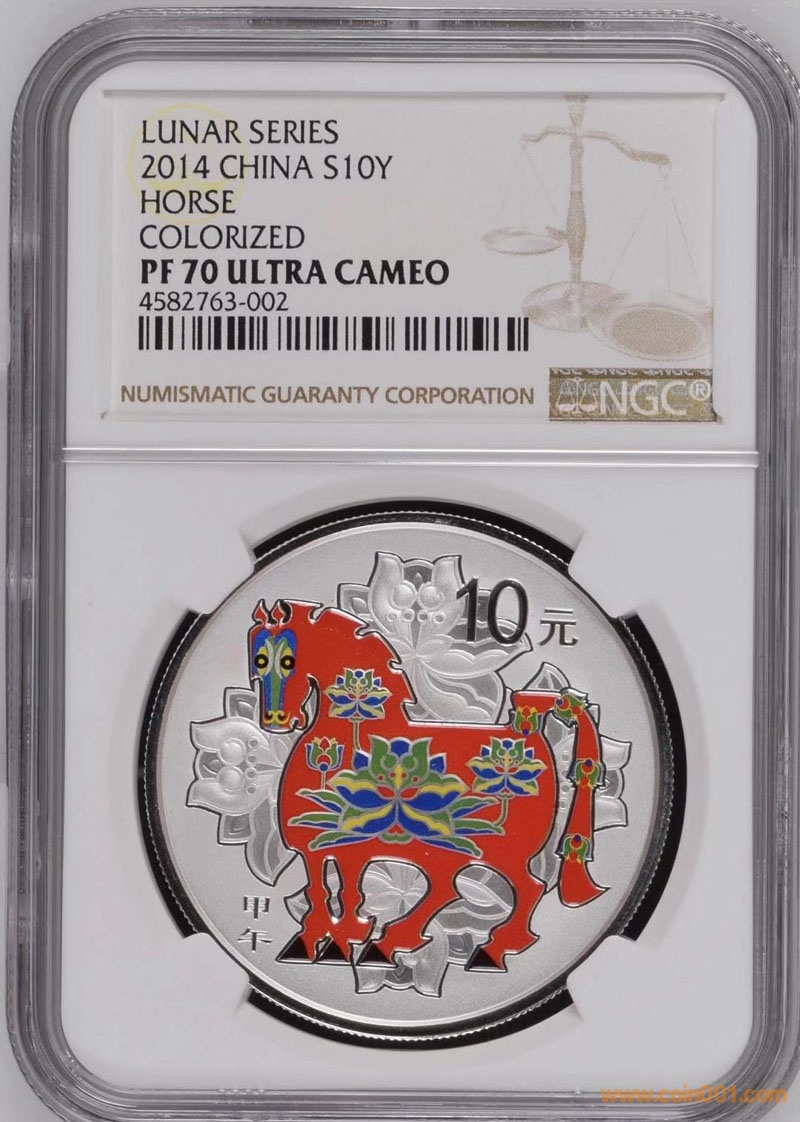 LUNAR SERIES
2014 CHINA S10Y
HORSE
COLORIZED
PF 70 ULTRA CAMEO
4582763-002
NUMISMATIC GUARANTY CORPORATION
NGC®
10元
甲午
www.coin001.com